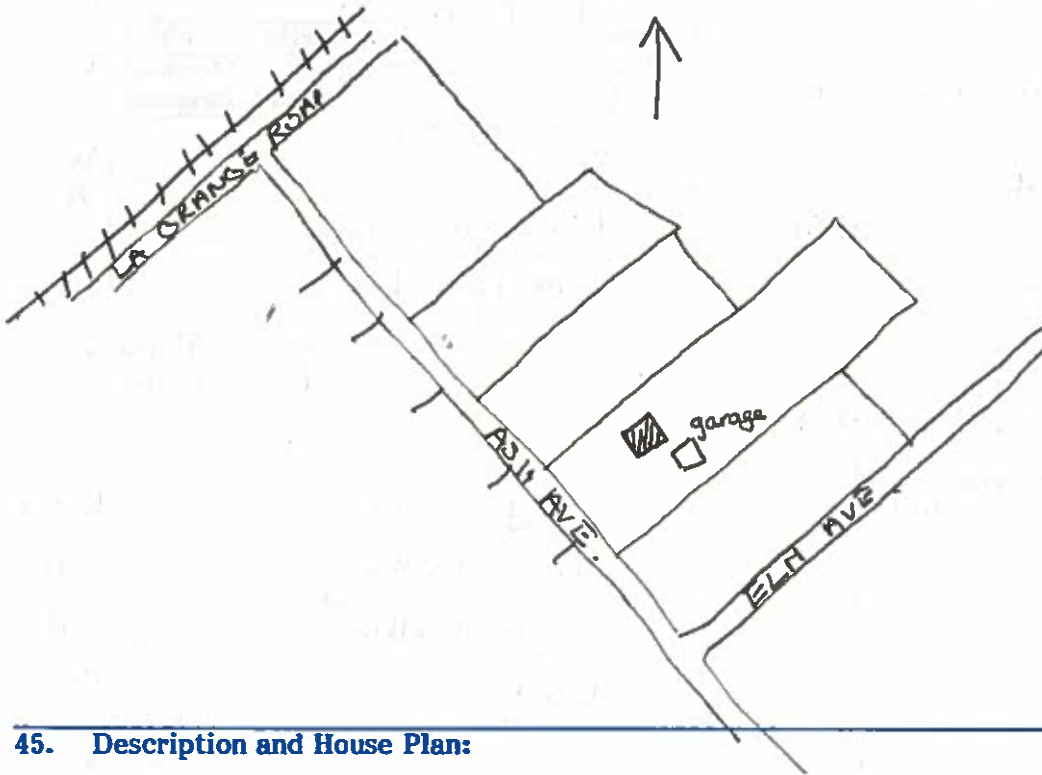 LA GRANGE ROAD
garage
ASH AVE.
ELM AVE
45. Description and House Plan: